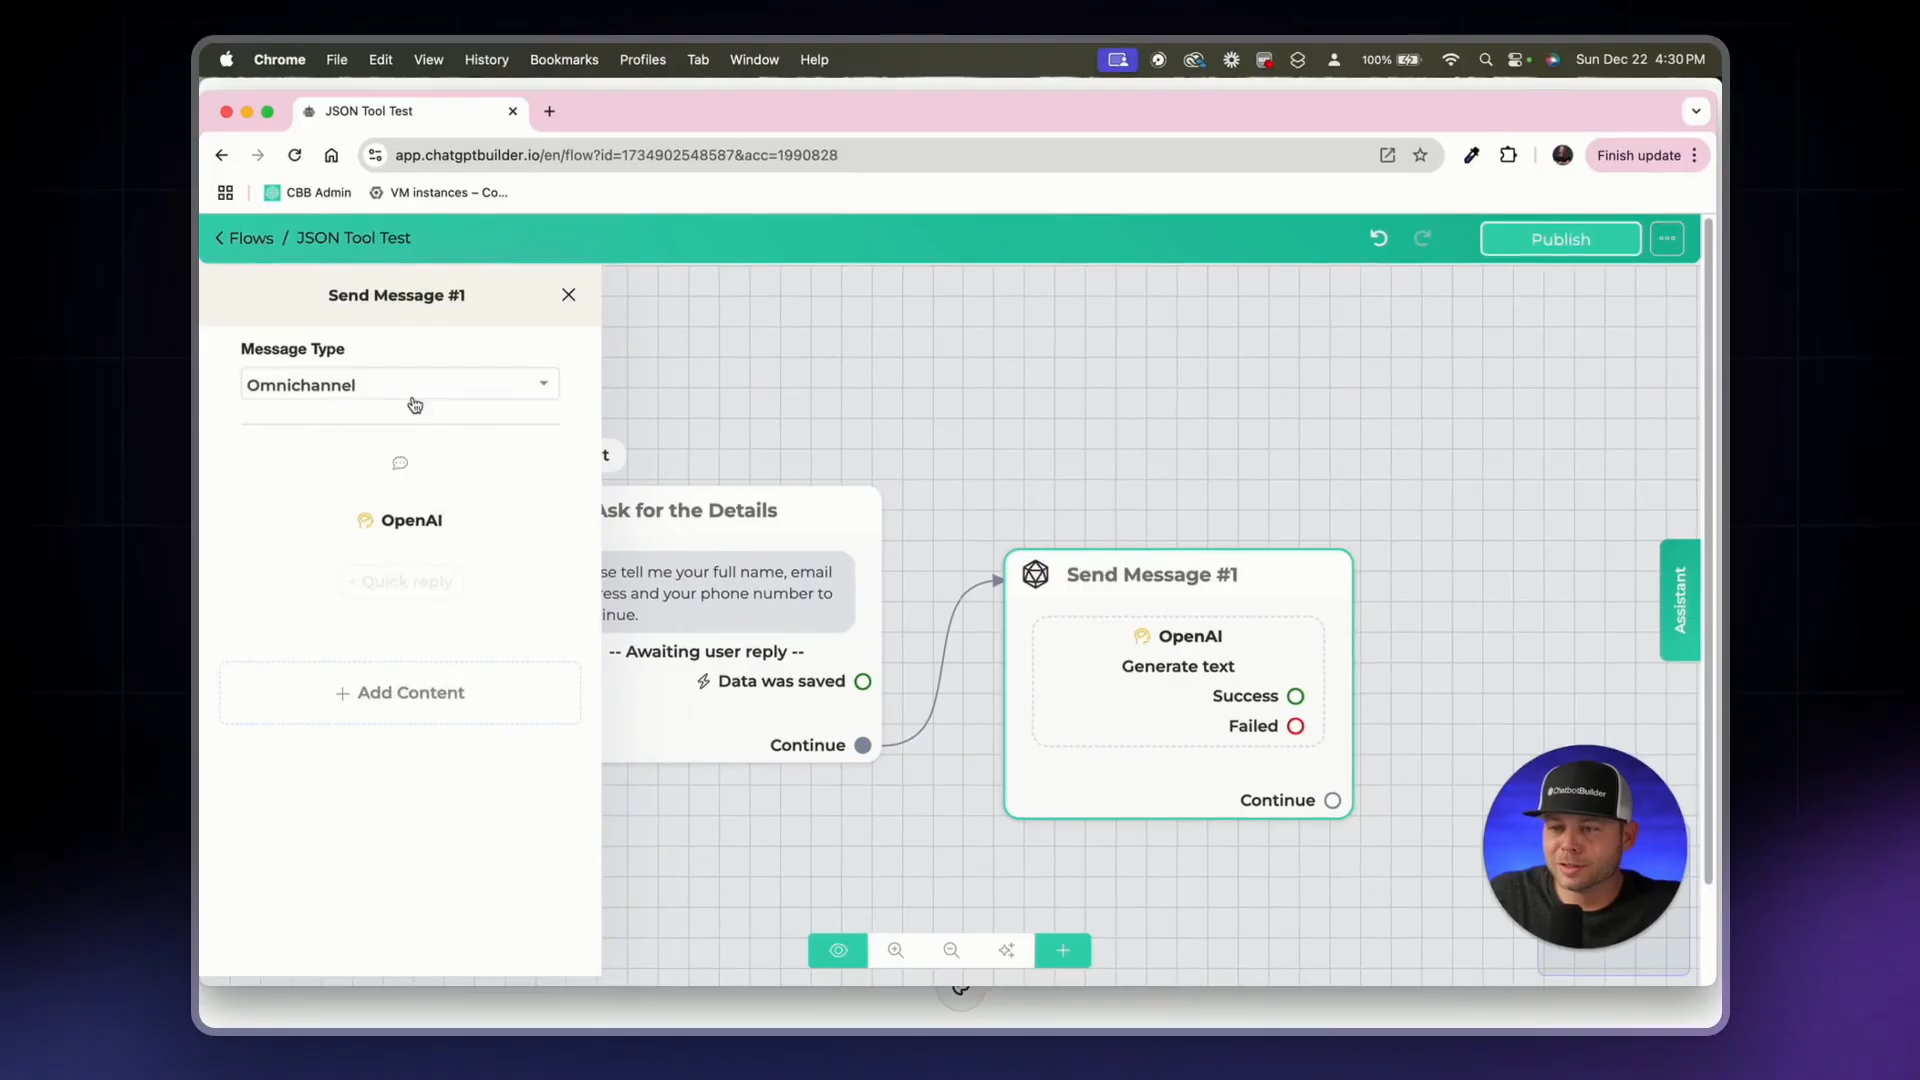 Chrome File Edit View History Bookmarks Profiles Tab Window Help 100% Sun Dec 22 4:30 PM
JSON Tool Test
app.chatgptbuilder.io/en/flow?id=1734902548587&acc=1990828 Finish update
CBB Admin VM instances – Co...
Flows / JSON Tool Test Publish
Send Message #1
Message Type
Omnichannel
OpenAI
+ Quick reply
+ Add Content
t
Ask for the Details
se tell me your full name, email
ress and your phone number to
inue.
-- Awaiting user reply --
Data was saved
Continue
Send Message #1
OpenAI
Generate text
Success
Failed
Continue
Assistant
ChatbotBuilder